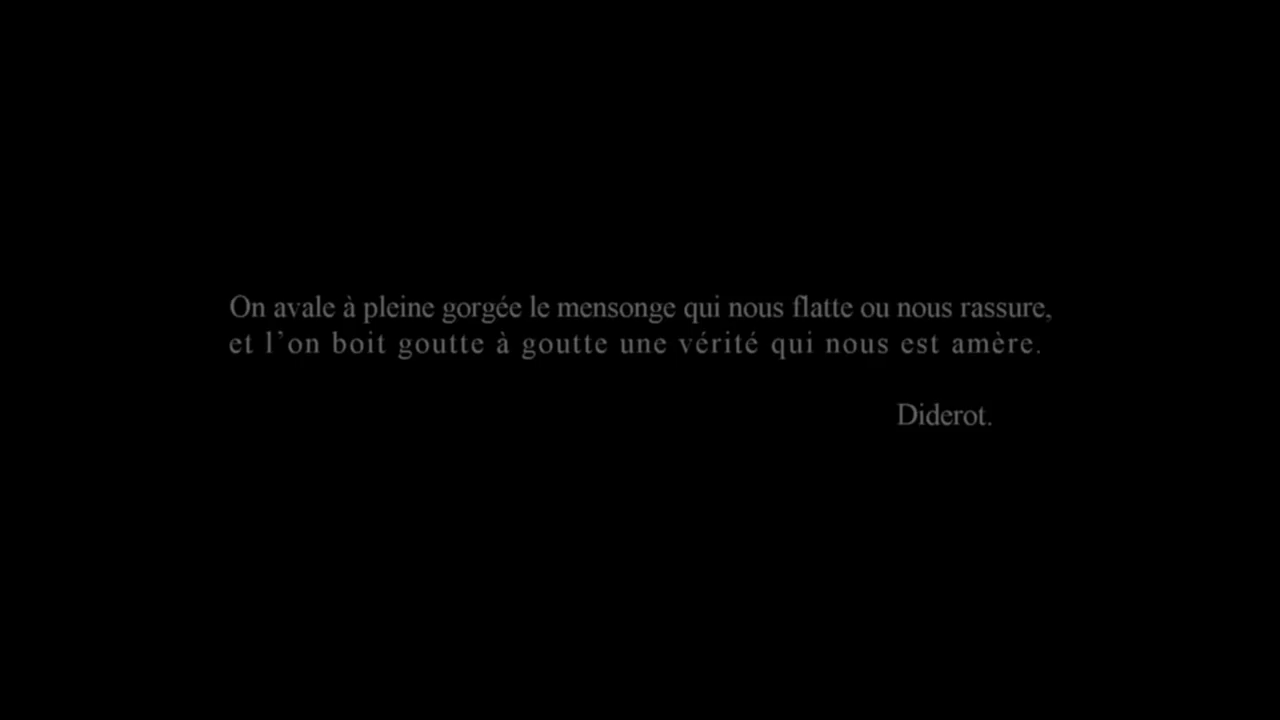 On avale à pleine gorgée le mensonge qui nous flatte ou nous rassure,
et l'on boit goutte à goutte une vérité qui nous est amère.
Diderot.